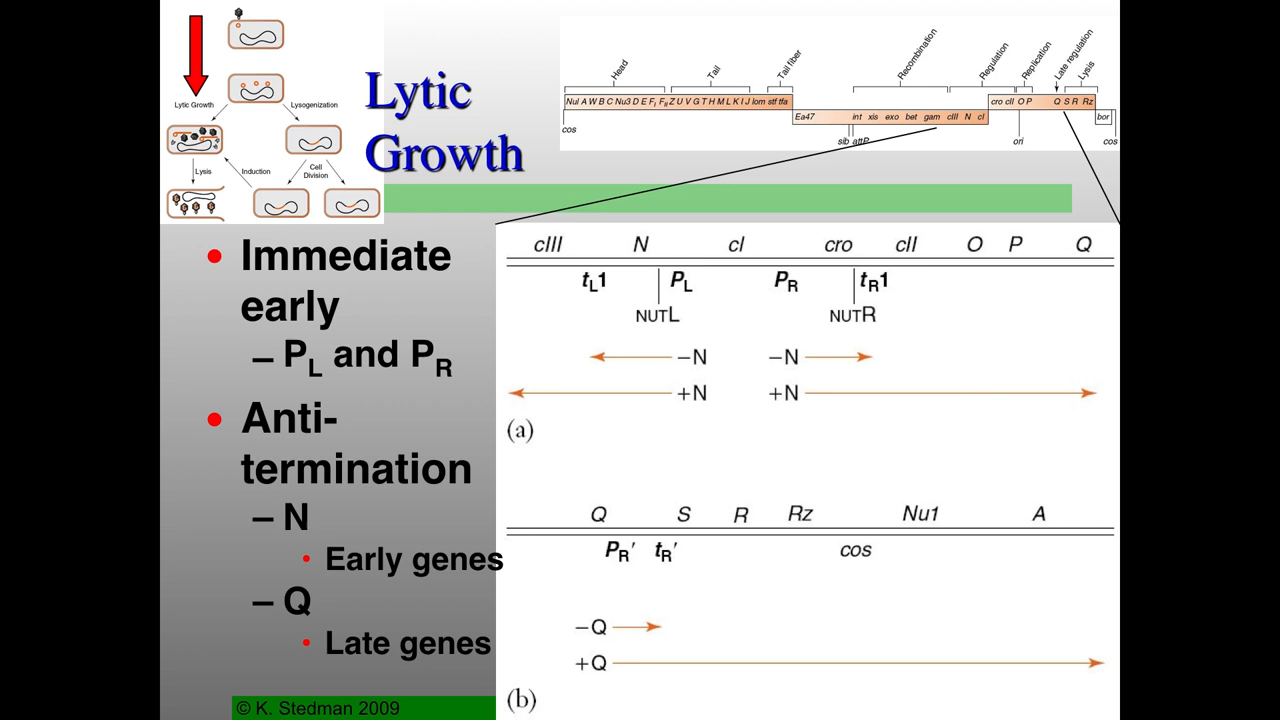 Lytic Growth
Lysogenization
Lysis
Induction
Cell
Division
Lytic
Growth
Head
Tail
Tail fiber
Recombination
Regulation
Replication
Late regulation
Lysis
NuI A W B C Nu3 D E FI FII Z U V G T H M L K I J lom stf tfa
cro cII O P Q S R Rz
Ea47 int xis exo bet gam cIII N cI
bor
cos
sib attP
ori
cos
• Immediate
early
– PL and PR
• Anti-
termination
– N
• Early genes
– Q
• Late genes
cIII N cI cro cII O P Q
tL1 PL PR tR1
NUTL NUTR
–N –N
+N +N
(a)
Q S R Rz Nu1 A
PR′ tR′ cos
–Q
+Q
(b)
© K. Stedman 2009